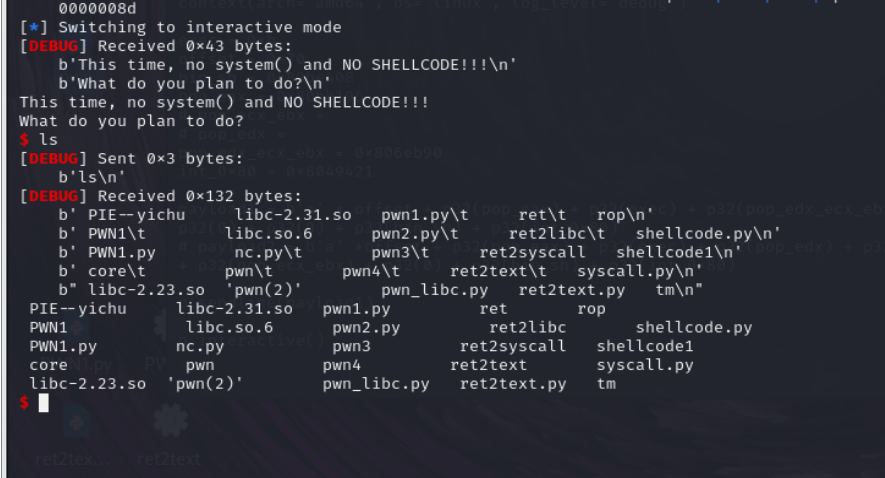 0000008d
[*] Switching to interactive mode
[DEBUG] Received 0×43 bytes:
b'This time, no system() and NO SHELLCODE!!!\n'
b'What do you plan to do?\n'
This time, no system() and NO SHELLCODE!!!
What do you plan to do?
$ ls
[DEBUG] Sent 0×3 bytes:
b'ls\n'
[DEBUG] Received 0×132 bytes:
b' PIE--yichu     libc-2.31.so   pwn1.py\t     ret\t   rop\n'
b' PWN1\t        libc.so.6       pwn2.py\t     ret2libc\t   shellcode.py\n'
b' PWN1.py        nc.py\t        pwn3\t      ret2syscall   shellcode1\n'
b' core\t        pwn\t       pwn4\t     ret2text\t   syscall.py\n'
b" libc-2.23.so  'pwn(2)'        pwn_libc.py   ret2text.py   tm\n"
PIE--yichu     libc-2.31.so   pwn1.py       ret       rop
PWN1           libc.so.6       pwn2.py       ret2libc       shellcode.py
PWN1.py        nc.py           pwn3         ret2syscall   shellcode1
core            pwn            pwn4         ret2text      syscall.py
libc-2.23.so  'pwn(2)'        pwn_libc.py   ret2text.py   tm
$
ret2tex... ret2text